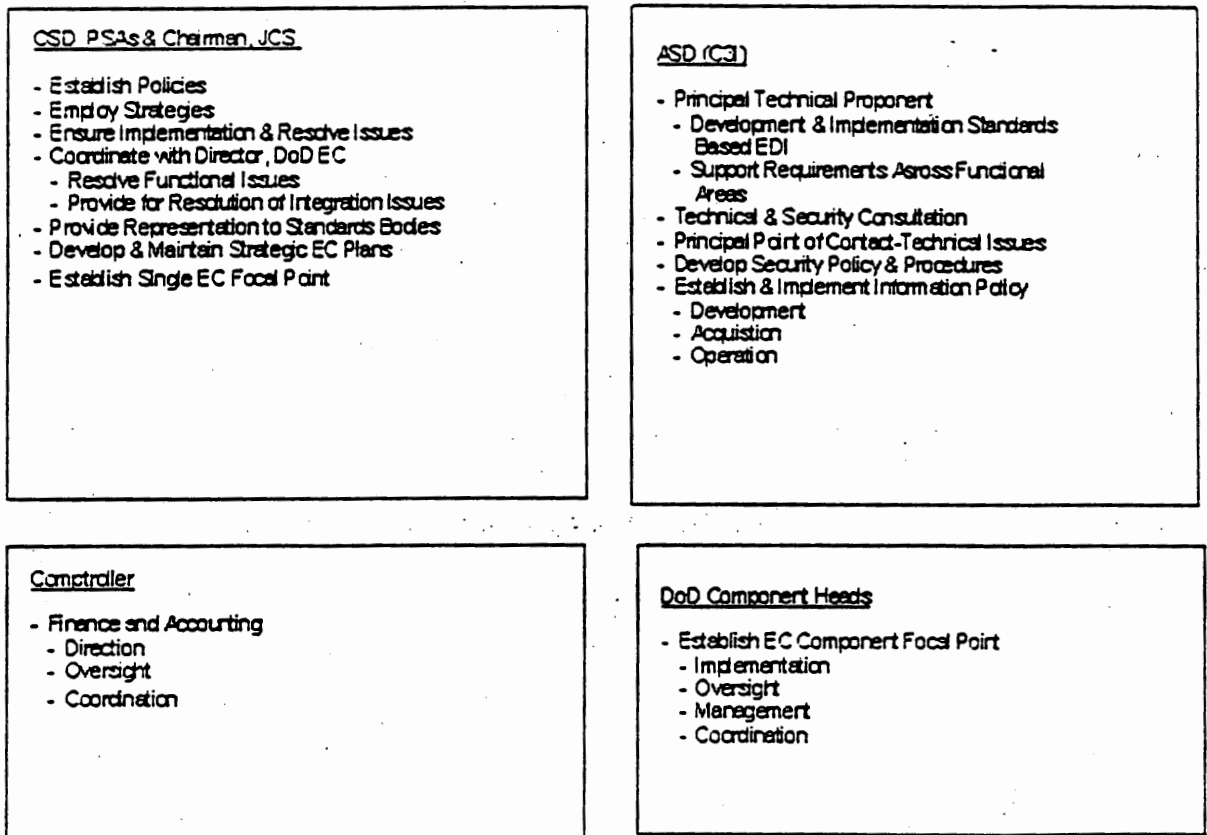 OSD PSAs & Chairman, JCS
- Establish Policies
- Employ Strategies
- Ensure Implementation & Resolve Issues
- Coordinate with Director, DoD EC
- Resolve Functional Issues
- Provide for Resolution of Integration Issues
- Provide Representation to Standards Bodies
- Develop & Maintain Strategic EC Plans
- Establish Single EC Focal Point
ASD (C3I)
- Principal Technical Proponent
- Development & Implementation Standards
Based EDI
- Support Requirements Across Functional
Areas
- Technical & Security Consultation
- Principal Point of Contact-Technical Issues
- Develop Security Policy & Procedures
- Establish & Implement Information Policy
- Development
- Acquistion
- Operation
Comptroller
- Finance and Accounting
- Direction
- Oversight
- Coordination
DoD Component Heads
- Establish EC Component Focal Point
- Implementation
- Oversight
- Management
- Coordination